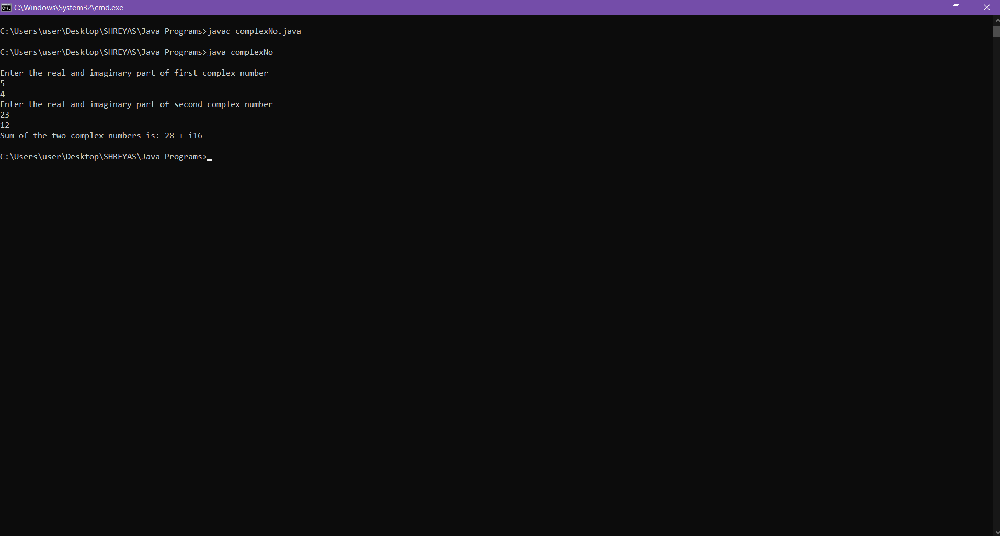 C:\Windows\System32\cmd.exe
C:\Users\user\Desktop\SHREYAS\Java Programs>javac complexNo.java
C:\Users\user\Desktop\SHREYAS\Java Programs>java complexNo
Enter the real and imaginary part of first complex number
5
4
Enter the real and imaginary part of second complex number
23
12
Sum of the two complex numbers is: 28 + i16
C:\Users\user\Desktop\SHREYAS\Java Programs>